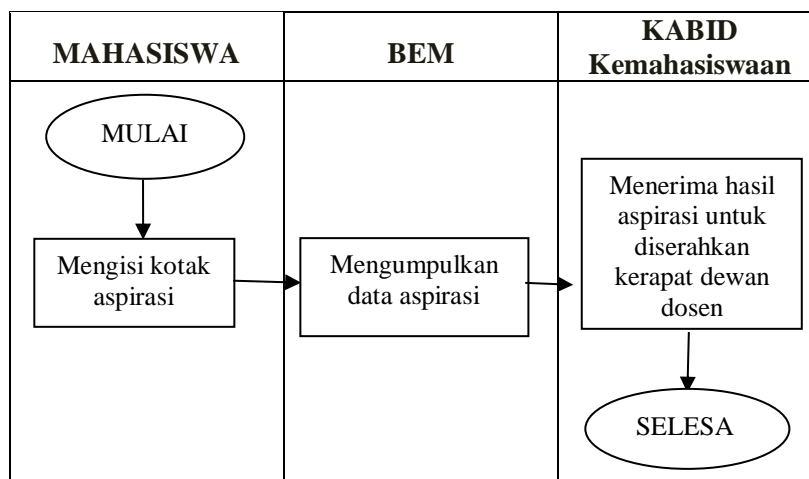 MAHASISWA
BEM
KABID
Kemahasiswaan
MULAI
Mengisi kotak
aspirasi
Mengumpulkan
data aspirasi
Menerima hasil
aspirasi untuk
diserahkan
kerapat dewan
dosen
SELESA